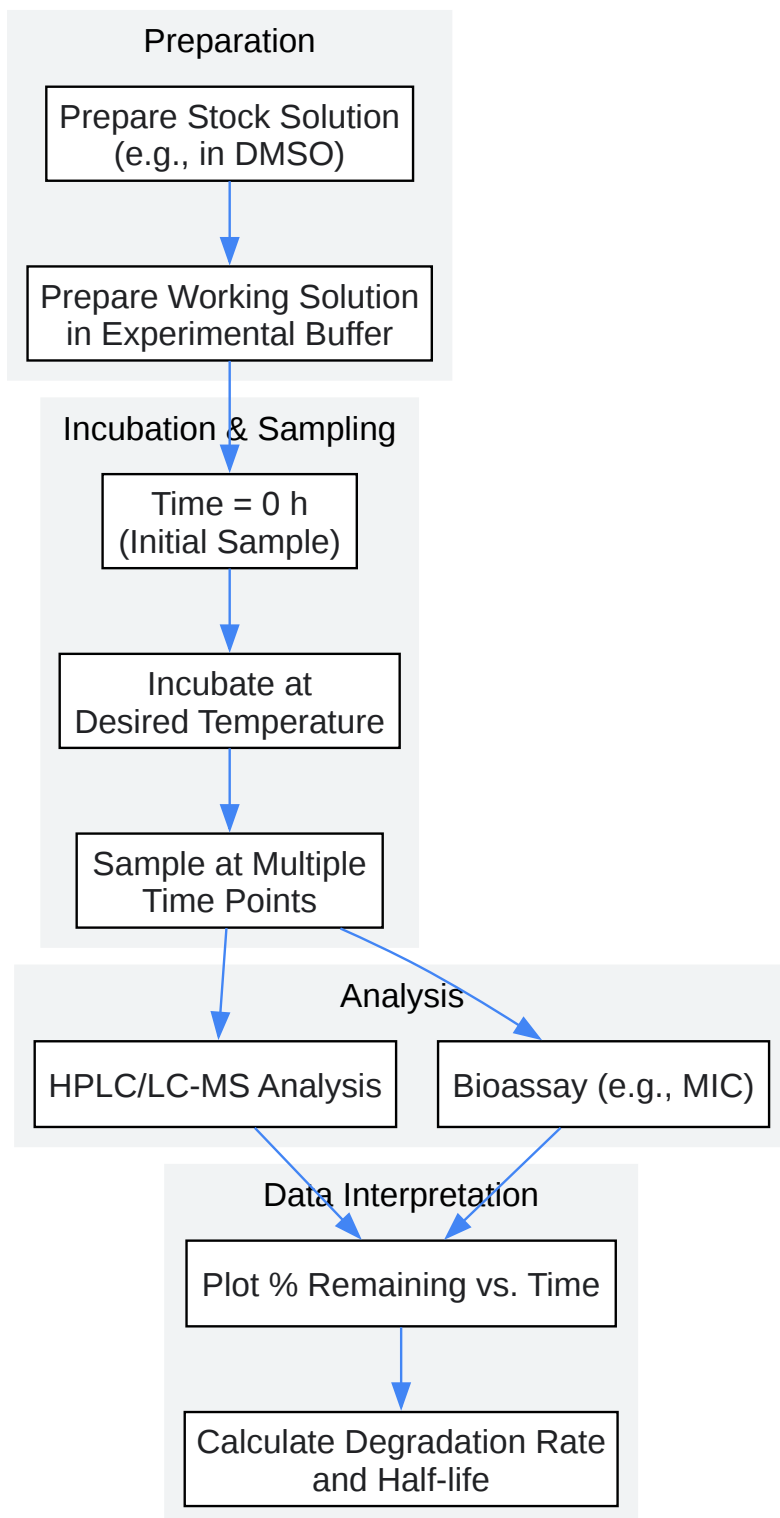 Preparation
Prepare Stock Solution
(e.g., in DMSO)
Prepare Working Solution
in Experimental Buffer
Incubation & Sampling
Time = 0 h
(Initial Sample)
Incubate at
Desired Temperature
Sample at Multiple
Time Points
Analysis
HPLC/LC-MS Analysis
Bioassay (e.g., MIC)
Data Interpretation
Plot % Remaining vs. Time
Calculate Degradation Rate
and Half-life